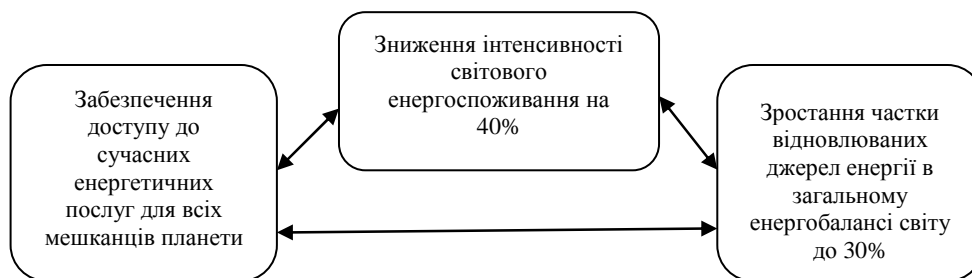 Забезпечення
доступу до
сучасних
енергетичних
послуг для всіх
мешканців планети
Зниження інтенсивності
світового
енергоспоживання на
40%
Зростання частки
відновлюваних
джерел енергії в
загальному
енергобалансі світу
до 30%